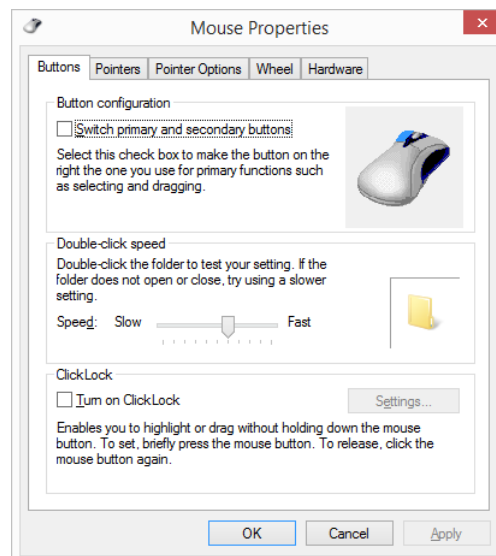 Mouse Properties
Buttons Pointers Pointer Options Wheel Hardware
Button configuration
Switch primary and secondary buttons
Select this check box to make the button on the
right the one you use for primary functions such
as selecting and dragging.
Double-click speed
Double-click the folder to test your setting. If the
folder does not open or close, try using a slower
setting.
Speed: Slow Fast
ClickLock
Turn on ClickLock Settings...
Enables you to highlight or drag without holding down the mouse
button. To set, briefly press the mouse button. To release, click the
mouse button again.
OK Cancel Apply